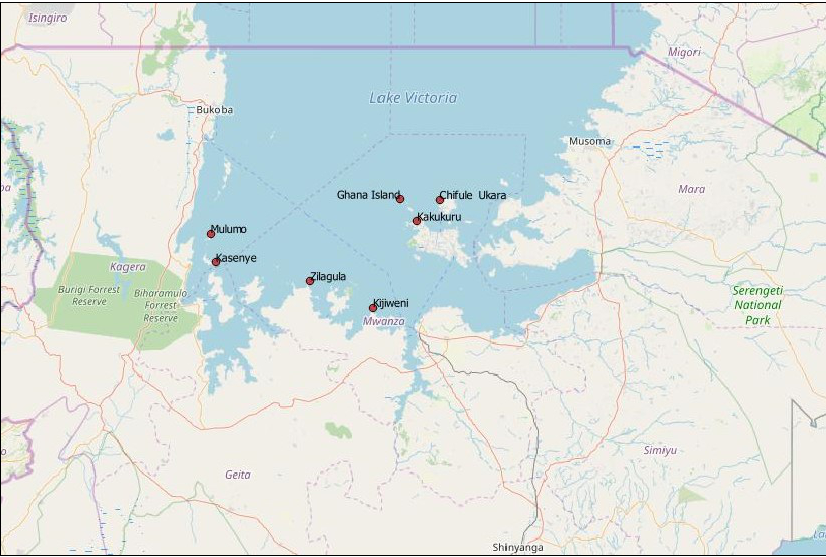 Isingiro
Migori
Lake Victoria
Bukoba
Musoma
Mara
Ghana Island
Chifule Ukara
Kakukuru
Mulumo
Kasenye
Kagera
Zilagula
Burigi Forrest
Reserve
Biharamulo
Forrest
Reserve
Kijiweni
Mwanza
Serengeti
National
Park
Simiyu
Geita
Shinyanga